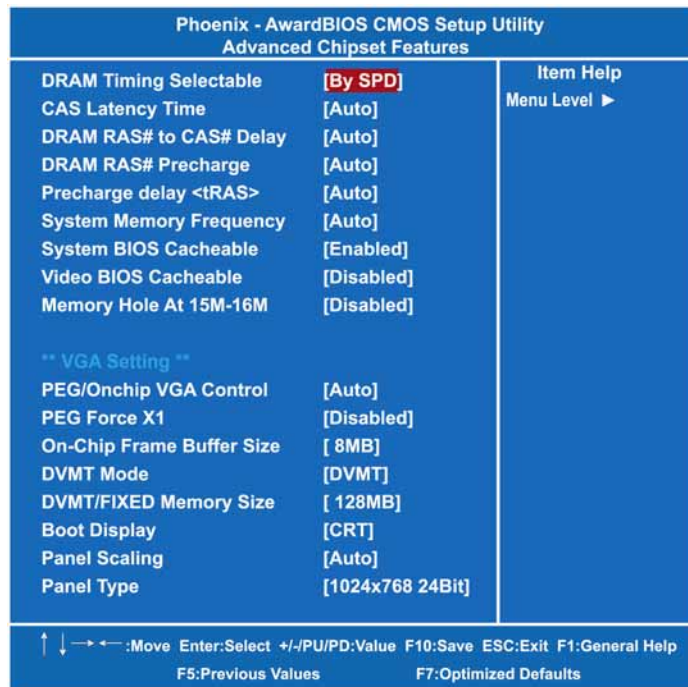 Phoenix - AwardBIOS CMOS Setup Utility
Advanced Chipset Features
DRAM Timing Selectable [By SPD]
CAS Latency Time [Auto]
DRAM RAS# to CAS# Delay [Auto]
DRAM RAS# Precharge [Auto]
Precharge delay <tRAS> [Auto]
System Memory Frequency [Auto]
System BIOS Cacheable [Enabled]
Video BIOS Cacheable [Disabled]
Memory Hole At 15M-16M [Disabled]
** VGA Setting **
PEG/Onchip VGA Control [Auto]
PEG Force X1 [Disabled]
On-Chip Frame Buffer Size [ 8MB]
DVMT Mode [DVMT]
DVMT/FIXED Memory Size [ 128MB]
Boot Display [CRT]
Panel Scaling [Auto]
Panel Type [1024x768 24Bit]
Item Help
Menu Level ►
↑ ↓ → ← :Move Enter:Select +/-/PU/PD:Value F10:Save ESC:Exit F1:General Help
F5:Previous Values F7:Optimized Defaults